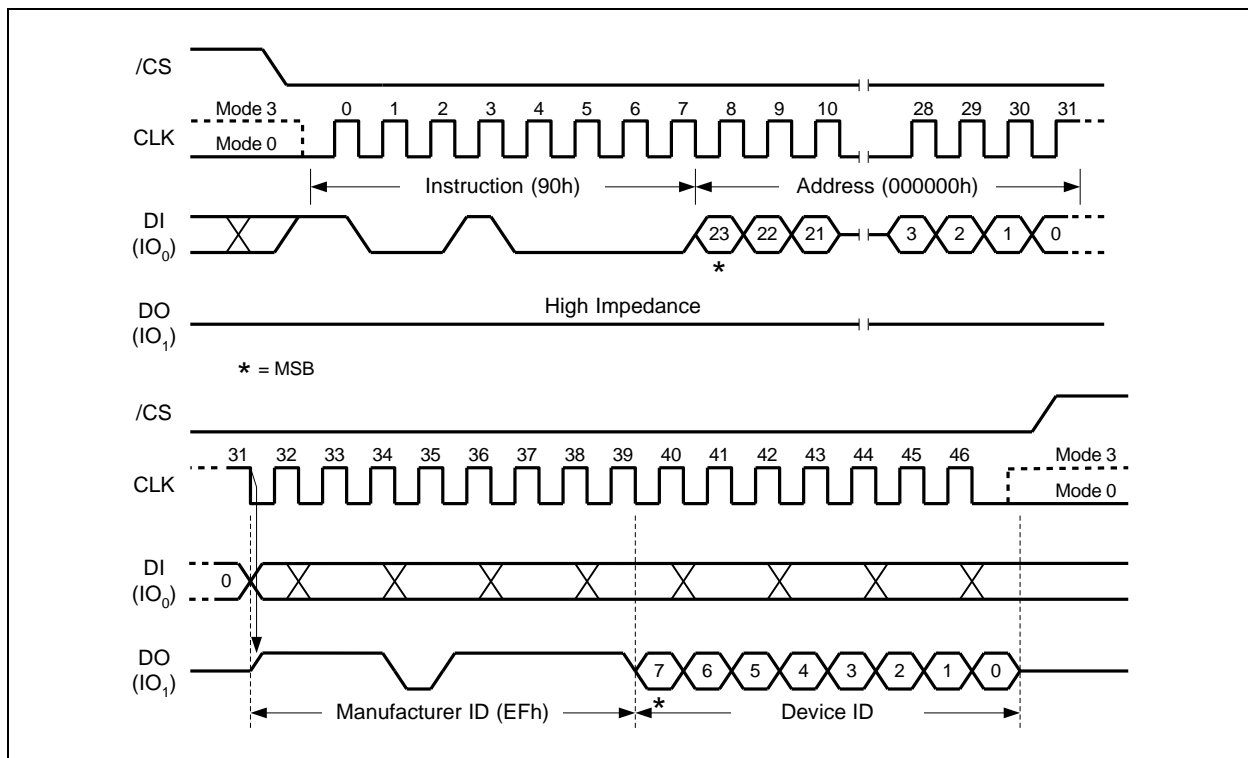 /CS
Mode 3 0 1 2 3 4 5 6 7 8 9 10 28 29 30 31
CLK
Mode 0
Instruction (90h) Address (000000h)
DI
(IO0) 23 22 21 3 2 1 0
*
DO High Impedance
(IO1)
* = MSB
/CS
31 32 33 34 35 36 37 38 39 40 41 42 43 44 45 46 Mode 3
CLK
Mode 0
DI
0
(IO0)
DO
(IO1) 7 6 5 4 3 2 1 0
*
Manufacturer ID (EFh) Device ID